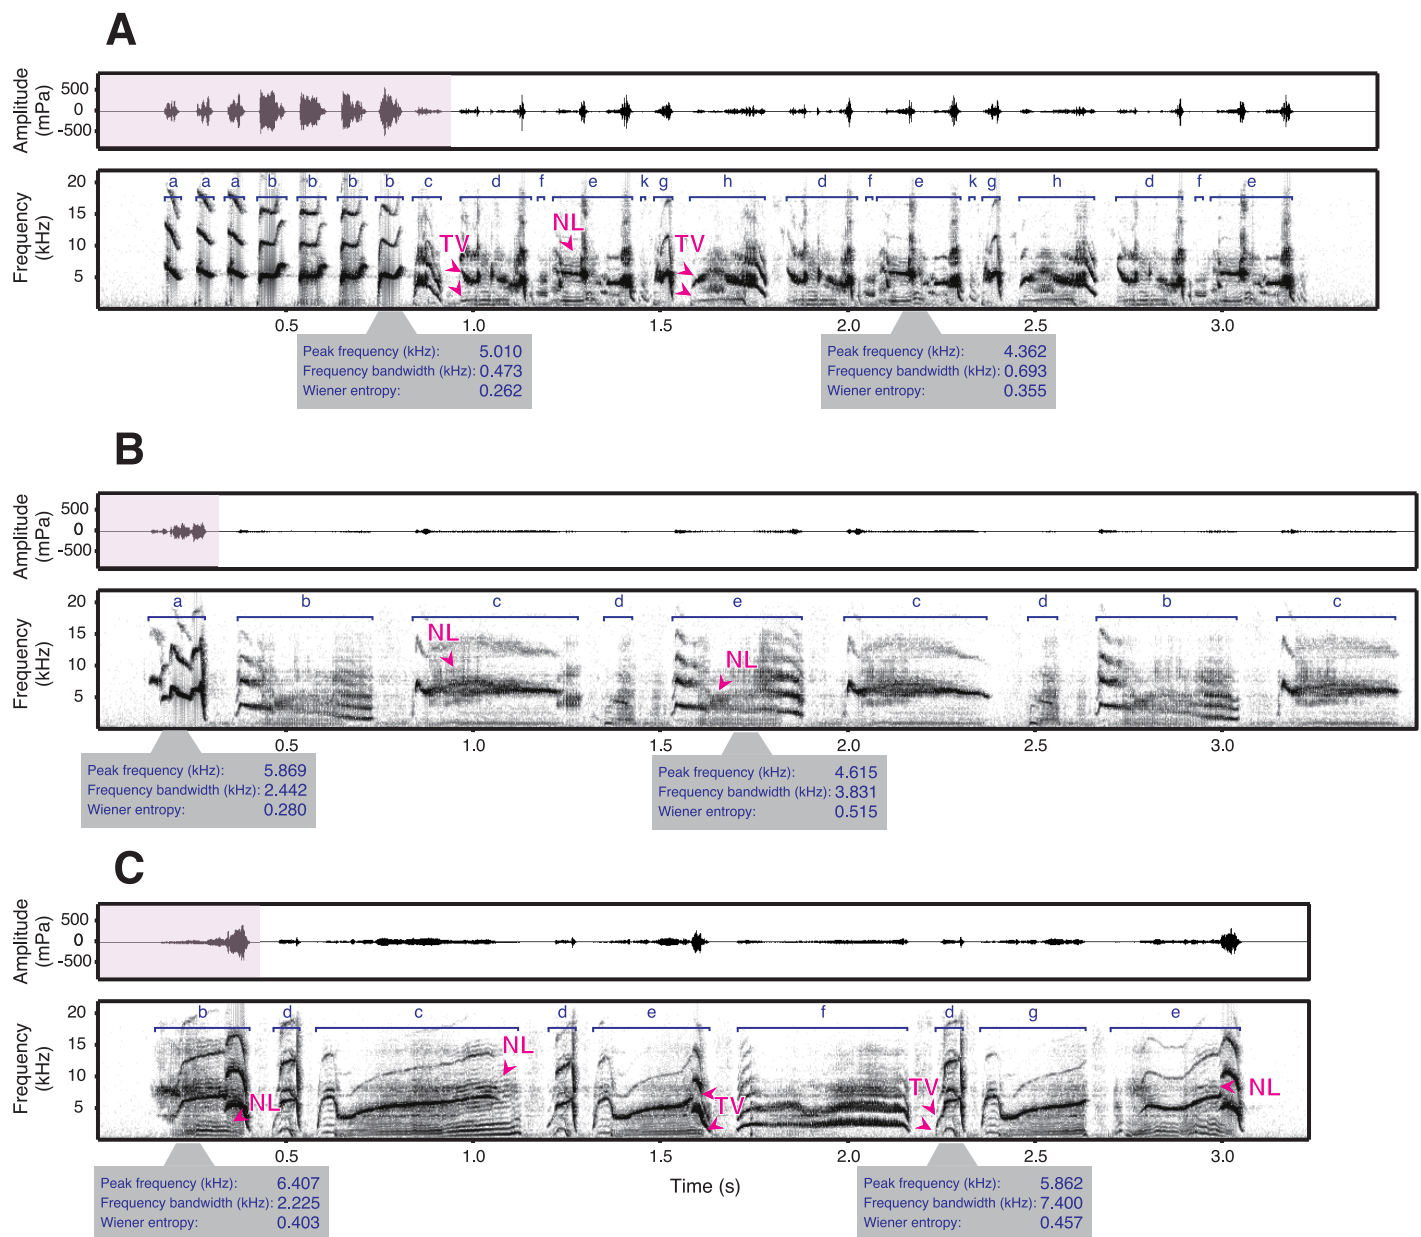 A
Amplitude
(mPa)
500
0
-500
Frequency
(kHz)
20
15
10
5
a a a b b b b c d f e k g h d f e k g h d f e
TV NL TV
0.5 1.0 1.5 2.0 2.5 3.0
Peak frequency (kHz): 5.010
Frequency bandwidth (kHz): 0.473
Wiener entropy: 0.262
Peak frequency (kHz): 4.362
Frequency bandwidth (kHz): 0.693
Wiener entropy: 0.355
B
Amplitude
(mPa)
500
0
-500
Frequency
(kHz)
20
15
10
5
a b c d e c d b c
NL NL
0.5 1.0 1.5 2.0 2.5 3.0
Peak frequency (kHz): 5.869
Frequency bandwidth (kHz): 2.442
Wiener entropy: 0.280
Peak frequency (kHz): 4.615
Frequency bandwidth (kHz): 3.831
Wiener entropy: 0.515
C
Amplitude
(mPa)
500
0
-500
Frequency
(kHz)
20
15
10
5
b d c d e f d g e
NL NL TV TV NL
0.5 1.0 1.5 2.0 2.5 3.0
Time (s)
Peak frequency (kHz): 6.407
Frequency bandwidth (kHz): 2.225
Wiener entropy: 0.403
Peak frequency (kHz): 5.862
Frequency bandwidth (kHz): 7.400
Wiener entropy: 0.457